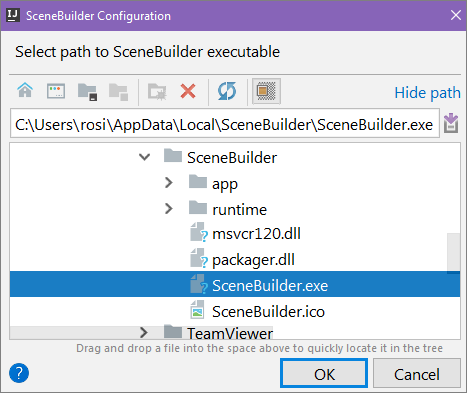 SceneBuilder Configuration
Select path to SceneBuilder executable
Hide path
C:\Users\rosi\AppData\Local\SceneBuilder\SceneBuilder.exe
SceneBuilder
app
runtime
msvcr120.dll
packager.dll
SceneBuilder.exe
SceneBuilder.ico
TeamViewer
Drag and drop a file into the space above to quickly locate it in the tree
? OK Cancel